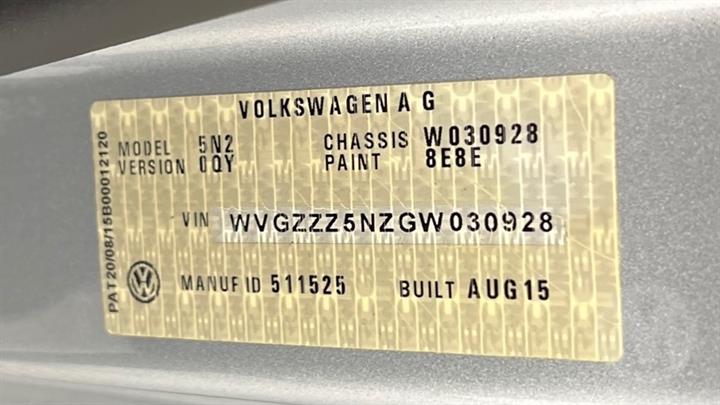 VOLKSWAGEN A G
MODEL 5N2 CHASSIS W030928
VERSION 0QY PAINT 8E8E
VIN WVGZZZ5NZGW030928
MANUF ID 511525 BUILT AUG15
PAT20/08/15B00012120